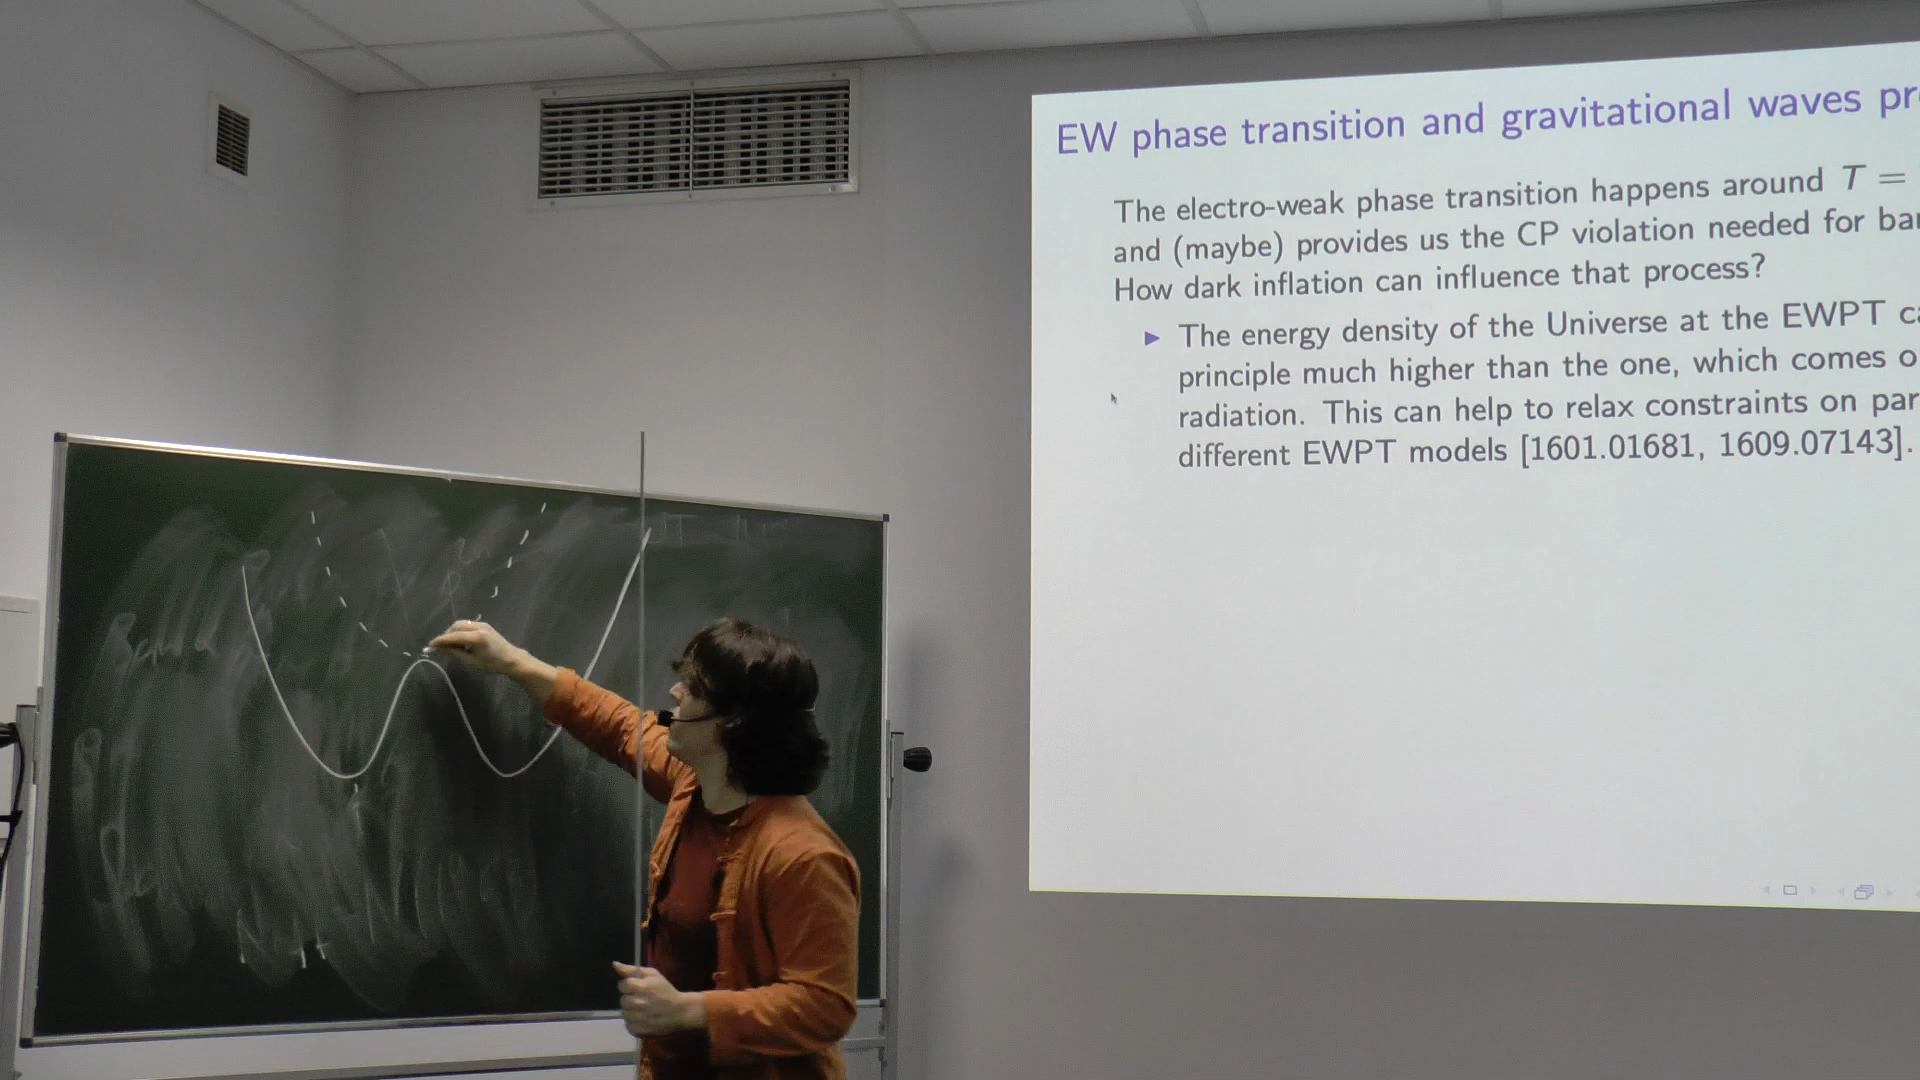 EW phase transition and gravitational waves pr
The electro-weak phase transition happens around T =
and (maybe) provides us the CP violation needed for bar
How dark inflation can influence that process?
▶ The energy density of the Universe at the EWPT ca
principle much higher than the one, which comes o
radiation. This can help to relax constraints on par
different EWPT models [1601.01681, 1609.07143].